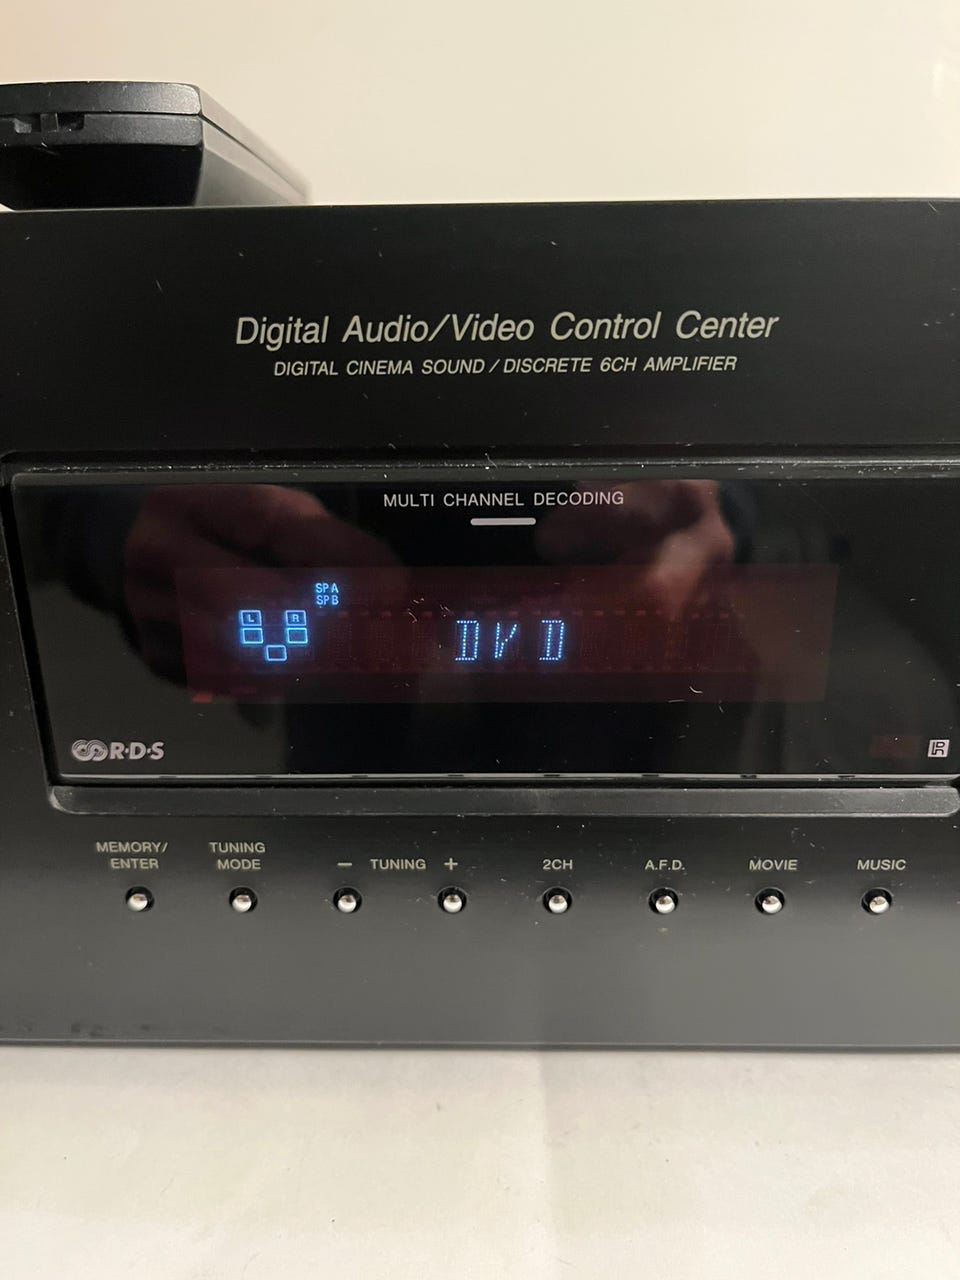 Digital Audio/Video Control Center
DIGITAL CINEMA SOUND / DISCRETE 6CH AMPLIFIER
MULTI CHANNEL DECODING
SP A
SP B
L R
DVD
R·D·S
MEMORY/
ENTER
TUNING
MODE
– TUNING +
2CH
A.F.D.
MOVIE
MUSIC